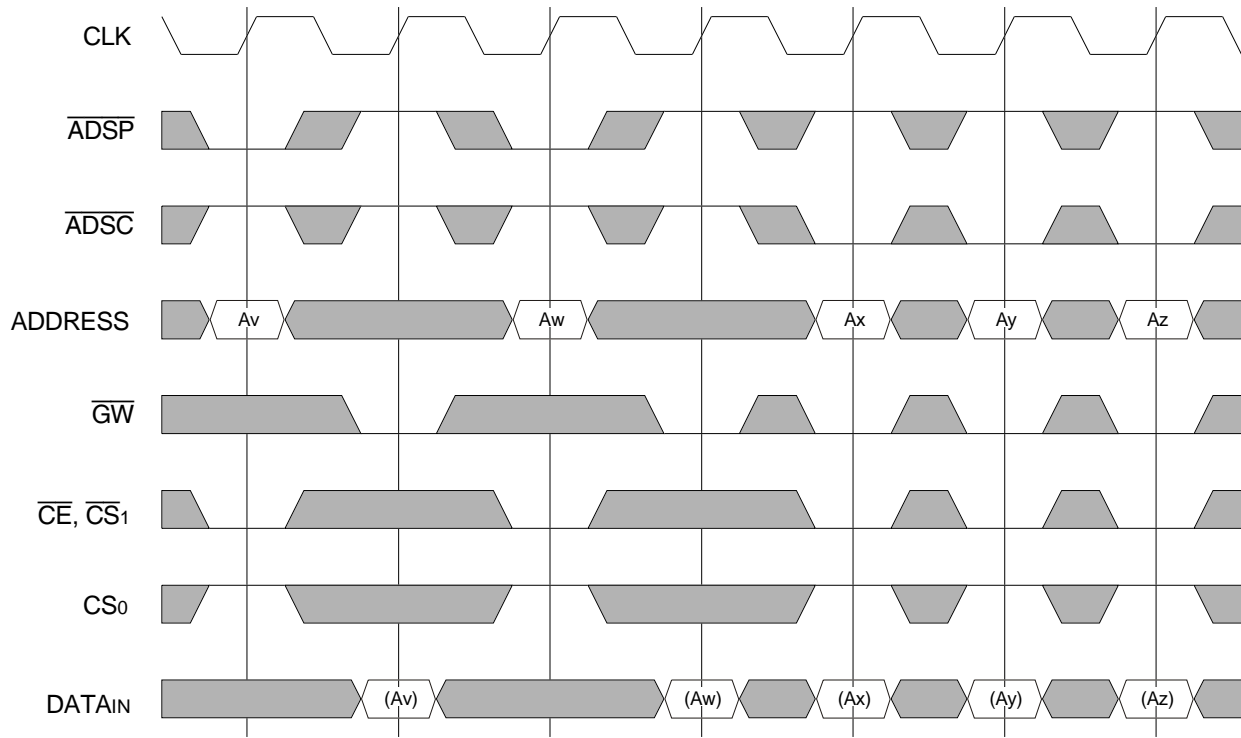 CLK
ADSP
ADSC
ADDRESS Av Aw Ax Ay Az
GW
CE, CS1
CS0
DATAIN (Av) (Aw) (Ax) (Ay) (Az)